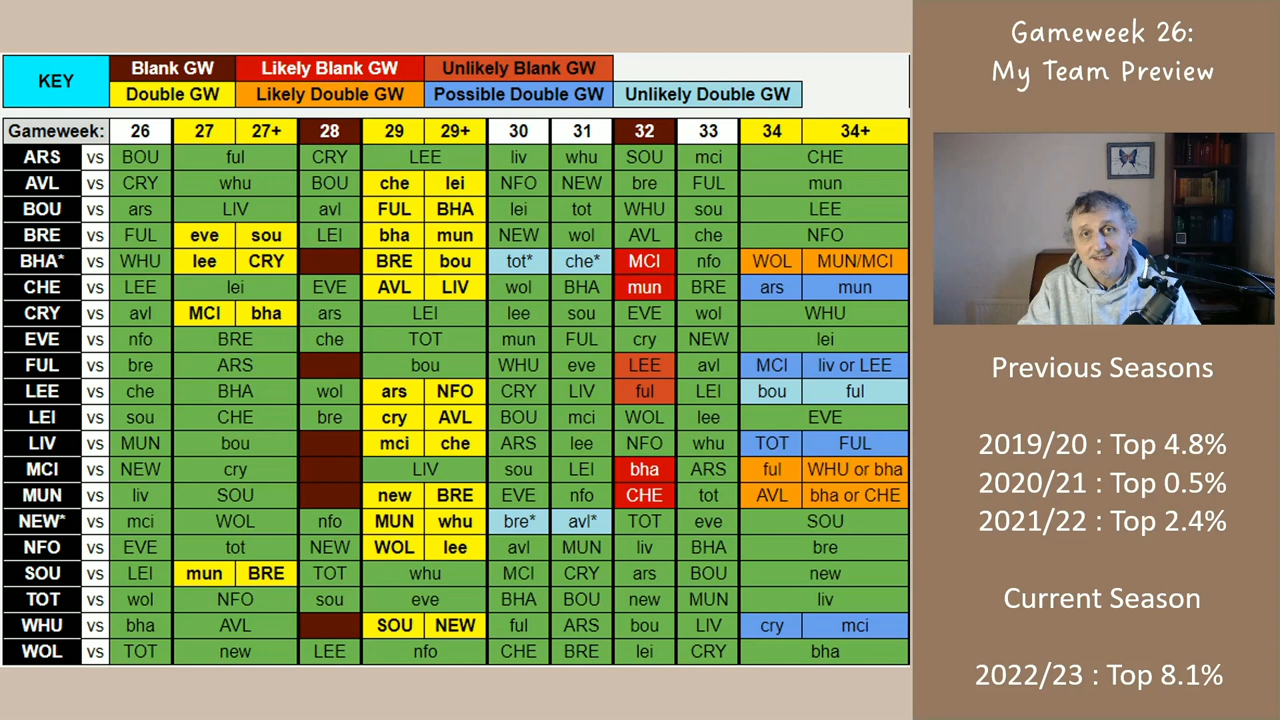 Gameweek 26:
My Team Preview
KEY
Blank GW Likely Blank GW Unlikely Blank GW
Double GW Likely Double GW Possible Double GW Unlikely Double GW
Gameweek: 26 27 27+ 28 29 29+ 30 31 32 33 34 34+
ARS vs BOU ful CRY LEE liv whu SOU mci CHE
AVL vs CRY whu BOU che lei NFO NEW bre FUL mun
BOU vs ars LIV avl FUL BHA lei tot WHU sou LEE
BRE vs FUL eve sou LEI bha mun NEW wol AVL che NFO
BHA* vs WHU lee CRY BRE bou tot* che* MCI nfo WOL MUN/MCI
CHE vs LEE lei EVE AVL LIV wol BHA mun BRE ars mun
CRY vs avl MCI bha ars LEI lee sou EVE wol WHU
EVE vs nfo BRE che TOT mun FUL cry NEW lei
FUL vs bre ARS bou WHU eve LEE avl MCI liv or LEE
LEE vs che BHA wol ars NFO CRY LIV ful LEI bou ful
LEI vs sou CHE bre cry AVL BOU mci WOL lee EVE
LIV vs MUN bou mci che ARS lee NFO whu TOT FUL
MCI vs NEW cry LIV sou LEI bha ARS ful WHU or bha
MUN vs liv SOU new BRE EVE nfo CHE tot AVL bha or CHE
NEW* vs mci WOL nfo MUN whu bre* avl* TOT eve SOU
NFO vs EVE tot NEW WOL lee avl MUN liv BHA bre
SOU vs LEI mun BRE TOT whu MCI CRY ars BOU new
TOT vs wol NFO sou eve BHA BOU new MUN liv
WHU vs bha AVL SOU NEW ful ARS bou LIV cry mci
WOL vs TOT new LEE nfo CHE BRE lei CRY bha
Previous Seasons
2019/20 : Top 4.8%
2020/21 : Top 0.5%
2021/22 : Top 2.4%
Current Season
2022/23 : Top 8.1%